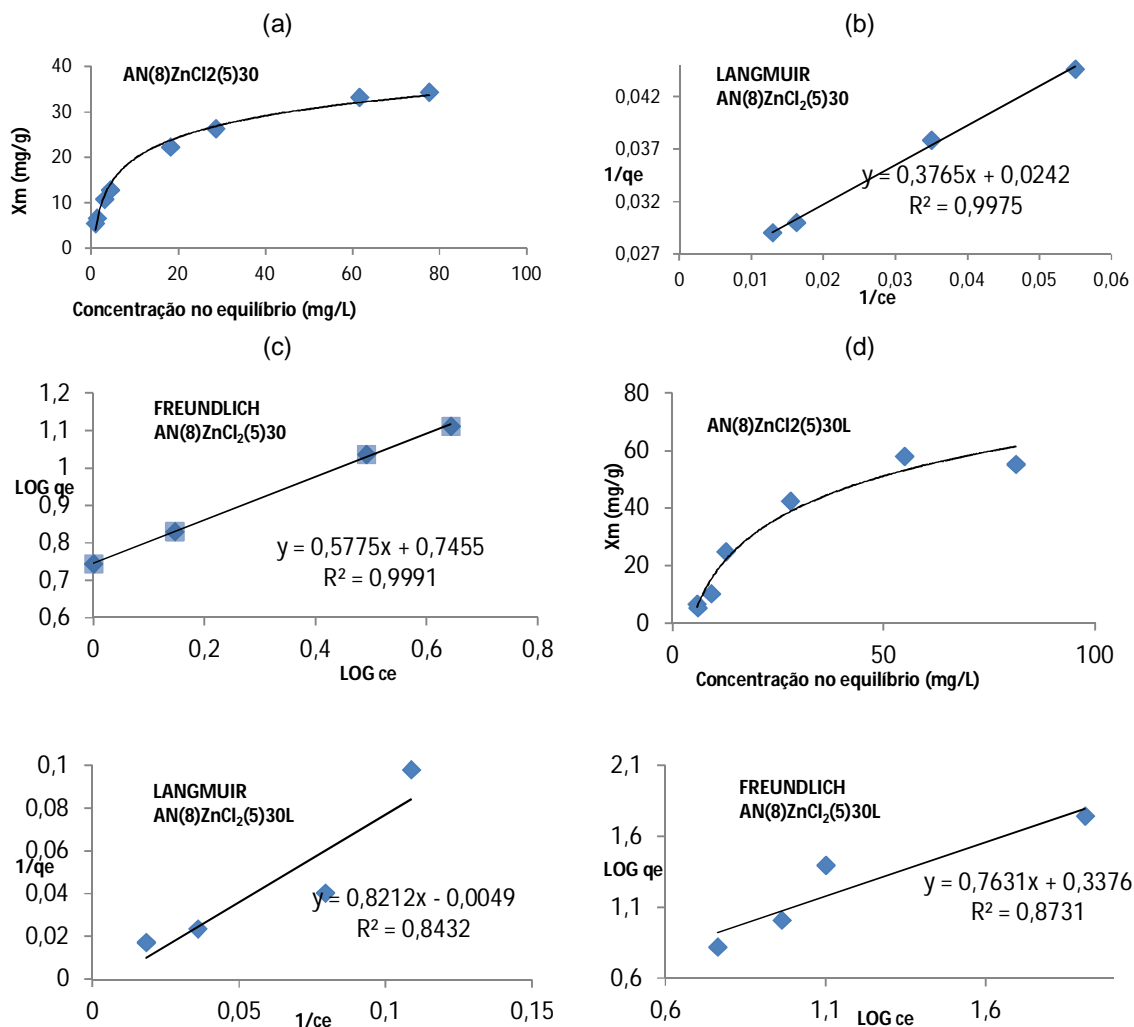 (a)
AN(8)ZnCl2(5)30
Xm (mg/g)
40
30
20
10
0
0 20 40 60 80 100
Concentração no equilíbrio (mg/L)
(b)
LANGMUIR
AN(8)ZnCl₂(5)30
1/qe
0,042
0,037
0,032
0,027
y = 0,3765x + 0,0242
R² = 0,9975
0 0,01 0,02 0,03 0,04 0,05 0,06
1/ce
(c)
FREUNDLICH
AN(8)ZnCl₂(5)30
LOG qe
1,2
1,1
1
0,9
0,8
0,7
0,6
y = 0,5775x + 0,7455
R² = 0,9991
0 0,2 0,4 0,6 0,8
LOG ce
(d)
AN(8)ZnCl2(5)30L
Xm (mg/g)
80
60
40
20
0
0 50 100
Concentração no equilíbrio (mg/L)
LANGMUIR
AN(8)ZnCl₂(5)30L
1/qe
0,1
0,08
0,06
0,04
0,02
0
y = 0,8212x - 0,0049
R² = 0,8432
0 0,05 0,1 0,15
1/ce
FREUNDLICH
AN(8)ZnCl₂(5)30L
LOG qe
2,1
1,6
1,1
0,6
y = 0,7631x + 0,3376
R² = 0,8731
0,6 1,1 1,6
LOG ce